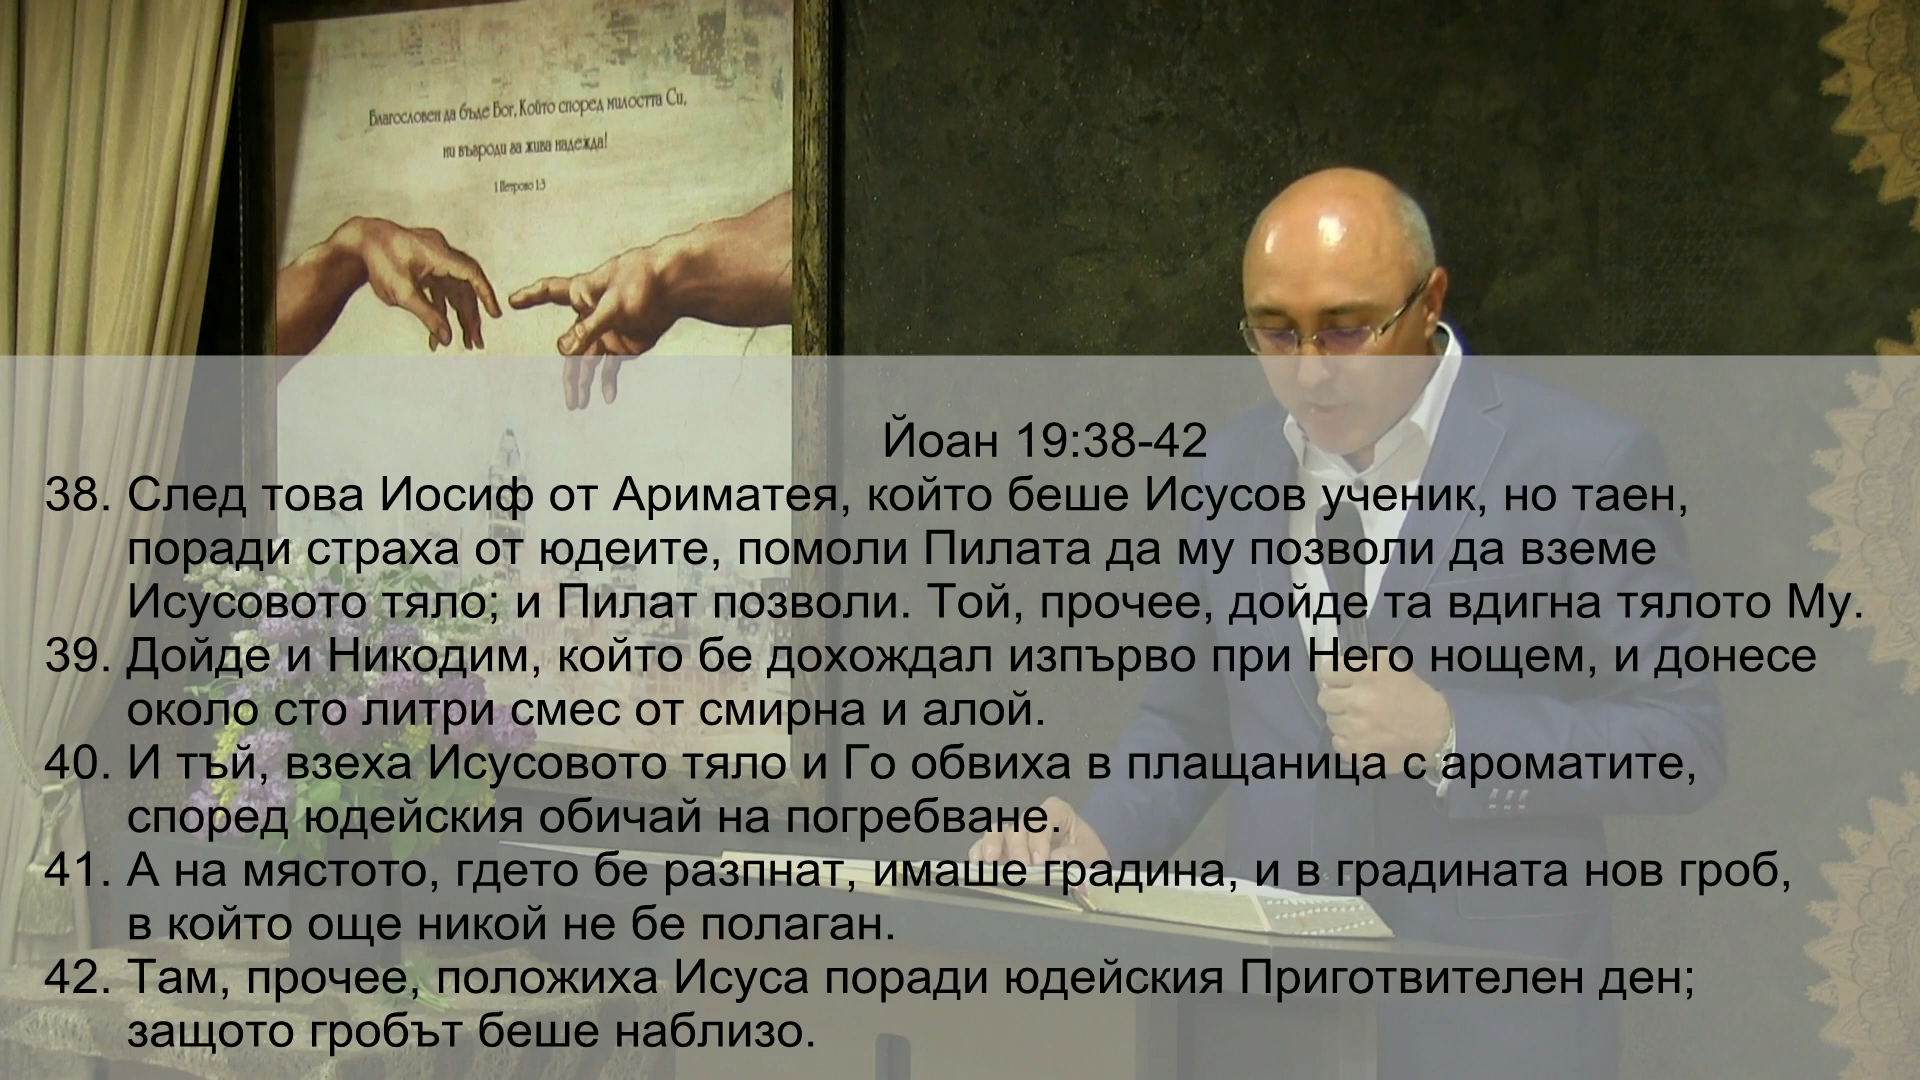 Благословен да бъде Бог, Който според милостта Си,
ни възроди за жива надежда!
1 Петрово 1:3
Йоан 19:38-42
38. След това Иосиф от Ариматея, който беше Исусов ученик, но таен,
поради страха от юдеите, помоли Пилата да му позволи да вземе
Исусовото тяло; и Пилат позволи. Той, прочее, дойде та вдигна тялото Му.
39. Дойде и Никодим, който бе дохождал изпърво при Него нощем, и донесе
около сто литри смес от смирна и алой.
40. И тъй, взеха Исусовото тяло и Го обвиха в плащаница с ароматите,
според юдейския обичай на погребване.
41. А на мястото, гдето бе разпнат, имаше градина, и в градината нов гроб,
в който още никой не бе полаган.
42. Там, прочее, положиха Исуса поради юдейския Приготвителен ден;
защото гробът беше наблизо.